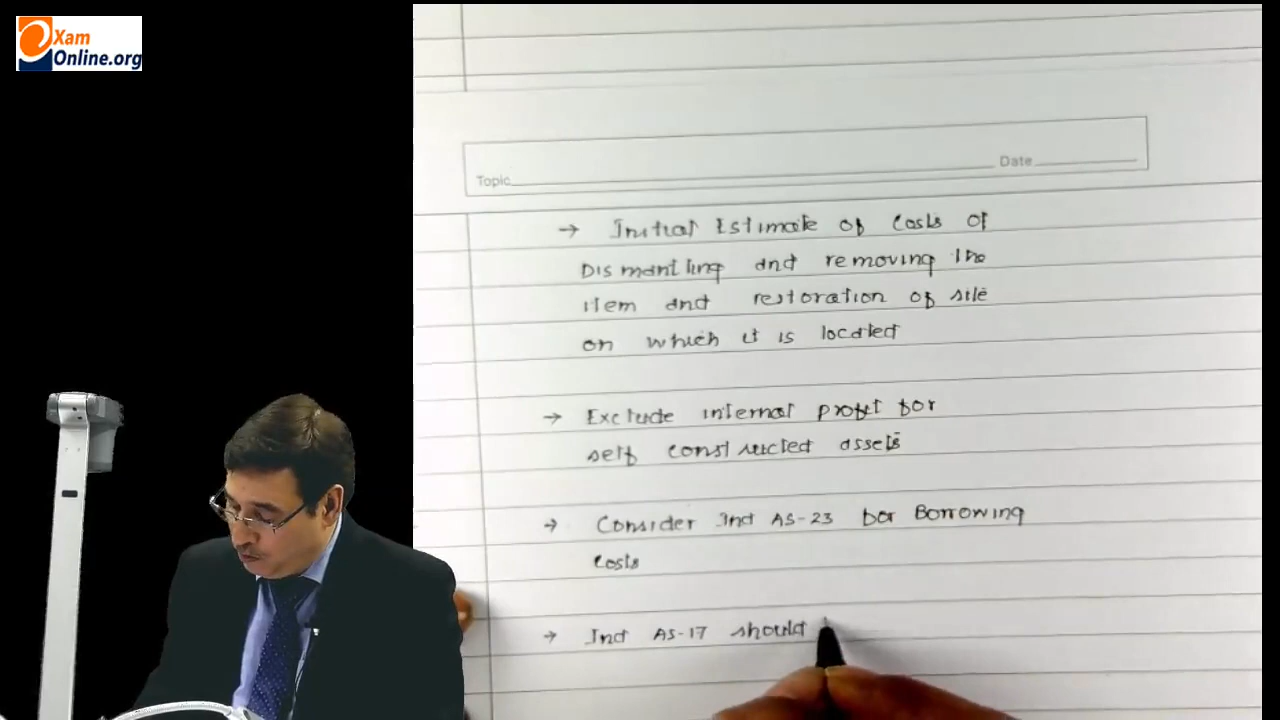 Xam
Online.org
Topic
Date
→ Initial Estimate of Costs of
Dismantling and removing the
item and restoration of site
on which it is located
→ Exclude internal profit for
self constructed assets
→ Consider Ind AS-23 for Borrowing
Costs
→ Ind AS-17 should